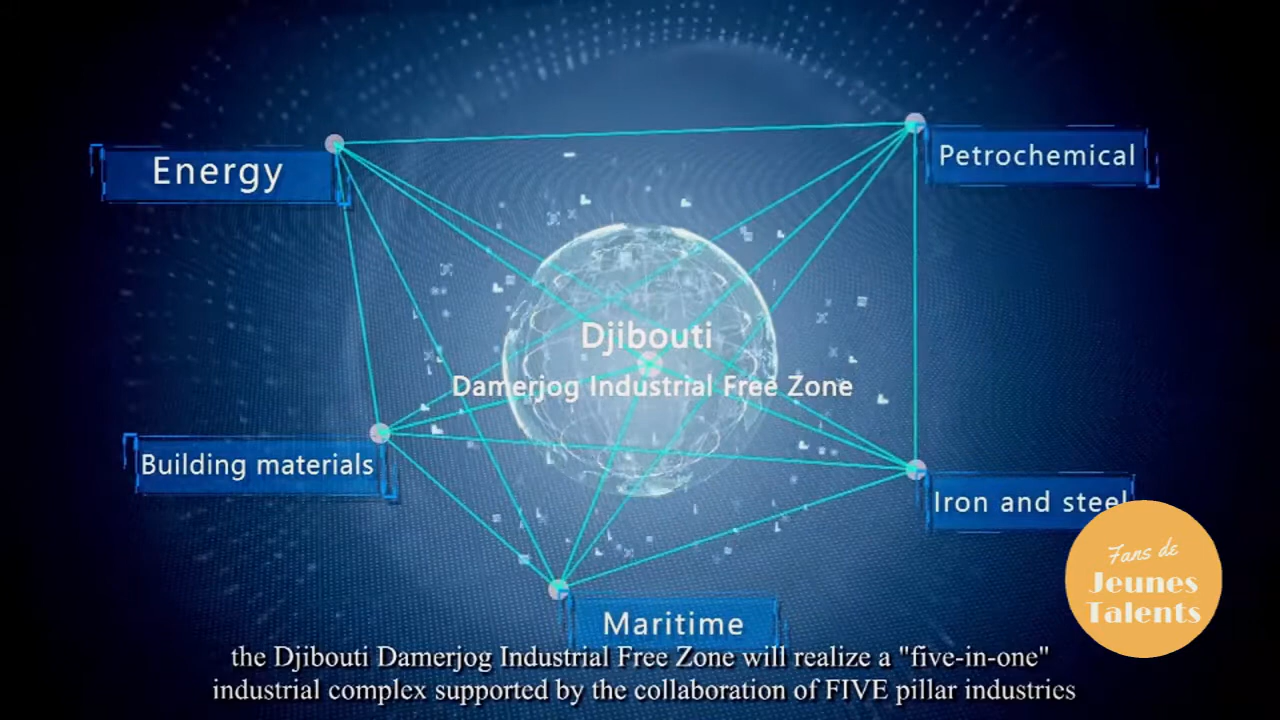 Energy
Petrochemical
Djibouti
Damerjog Industrial Free Zone
Building materials
Iron and steel
Fans de
Jeunes
Talents
Maritime
the Djibouti Damerjog Industrial Free Zone will realize a "five-in-one"
industrial complex supported by the collaboration of FIVE pillar industries